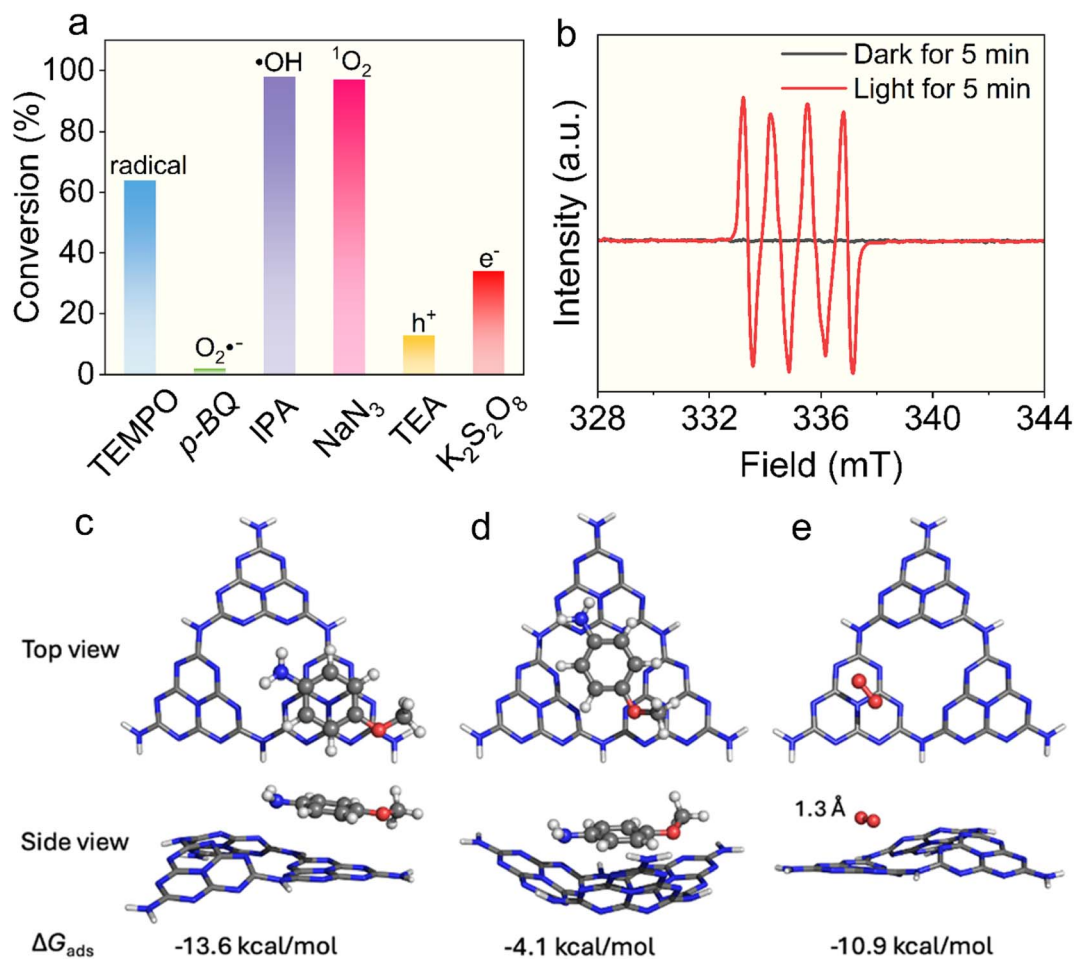 a
Conversion (%)
100
80
60
40
20
0
radical
O₂•⁻
•OH
¹O₂
h⁺
e⁻
TEMPO
p-BQ
IPA
NaN₃
TEA
K₂S₂O₈
b
Dark for 5 min
Light for 5 min
Intensity (a.u.)
328 332 336 340 344
Field (mT)
c d e
Top view
Side view
1.3 Å
ΔG_ads -13.6 kcal/mol -4.1 kcal/mol -10.9 kcal/mol